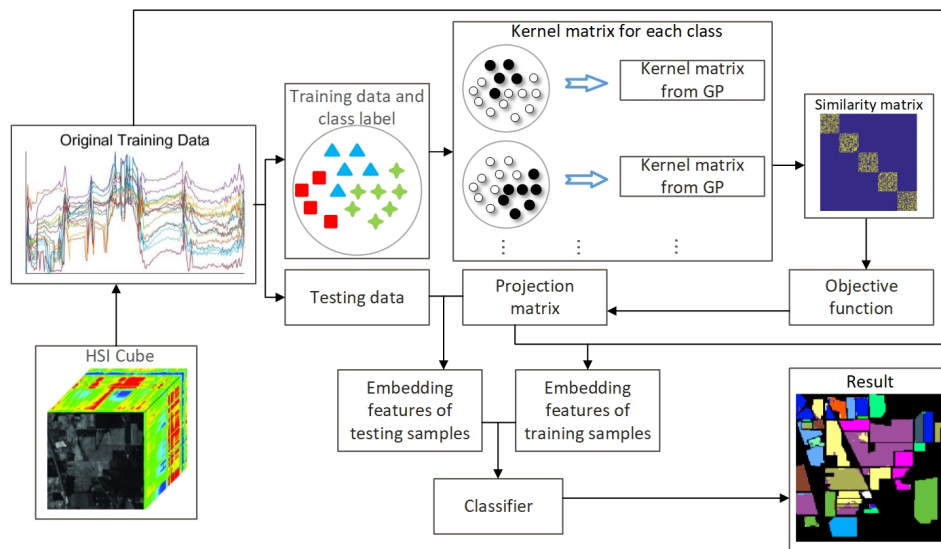 Kernel matrix for each class
Kernel matrix
from GP
Training data and
class label
Similarity matrix
Original Training Data
Kernel matrix
from GP
Testing data
Projection
matrix
Objective
function
HSI Cube
Embedding
features of
testing samples
Embedding
features of
training samples
Result
Classifier